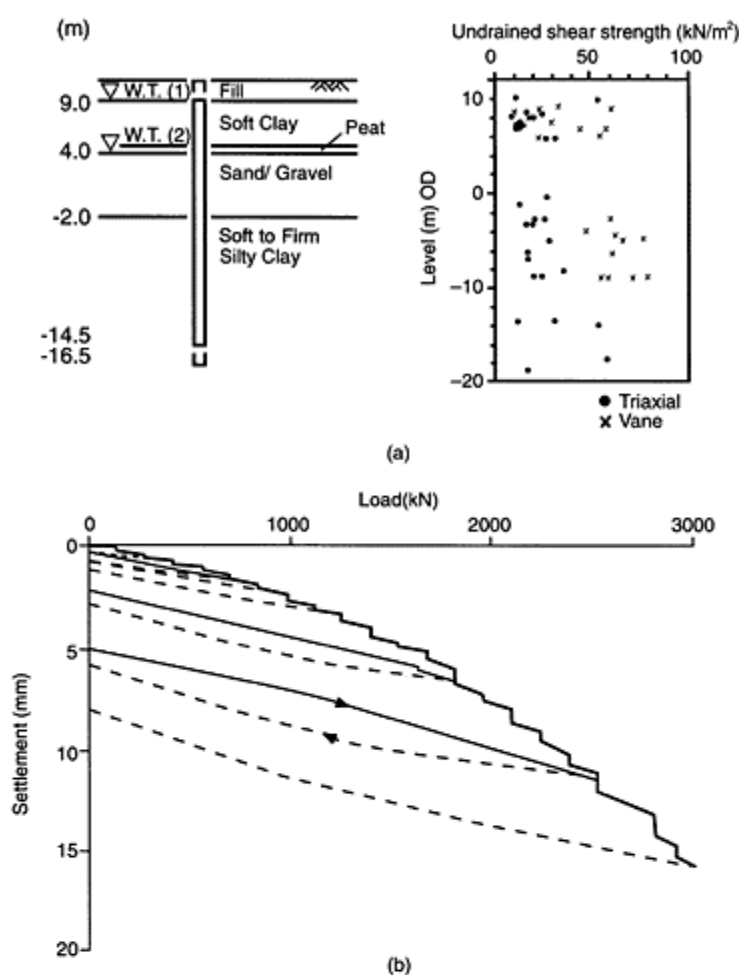 (m)
W.T. (1)
Fill
9.0
Soft Clay
W.T. (2)
Peat
4.0
Sand/ Gravel
-2.0
Soft to Firm
Silty Clay
-14.5
-16.5
Undrained shear strength (kN/m²)
0 50 100
10
0
−10
−20
Level (m) OD
● Triaxial
× Vane
(a)
Load(kN)
0 1000 2000 3000
0
5
10
15
20
Settlement (mm)
(b)